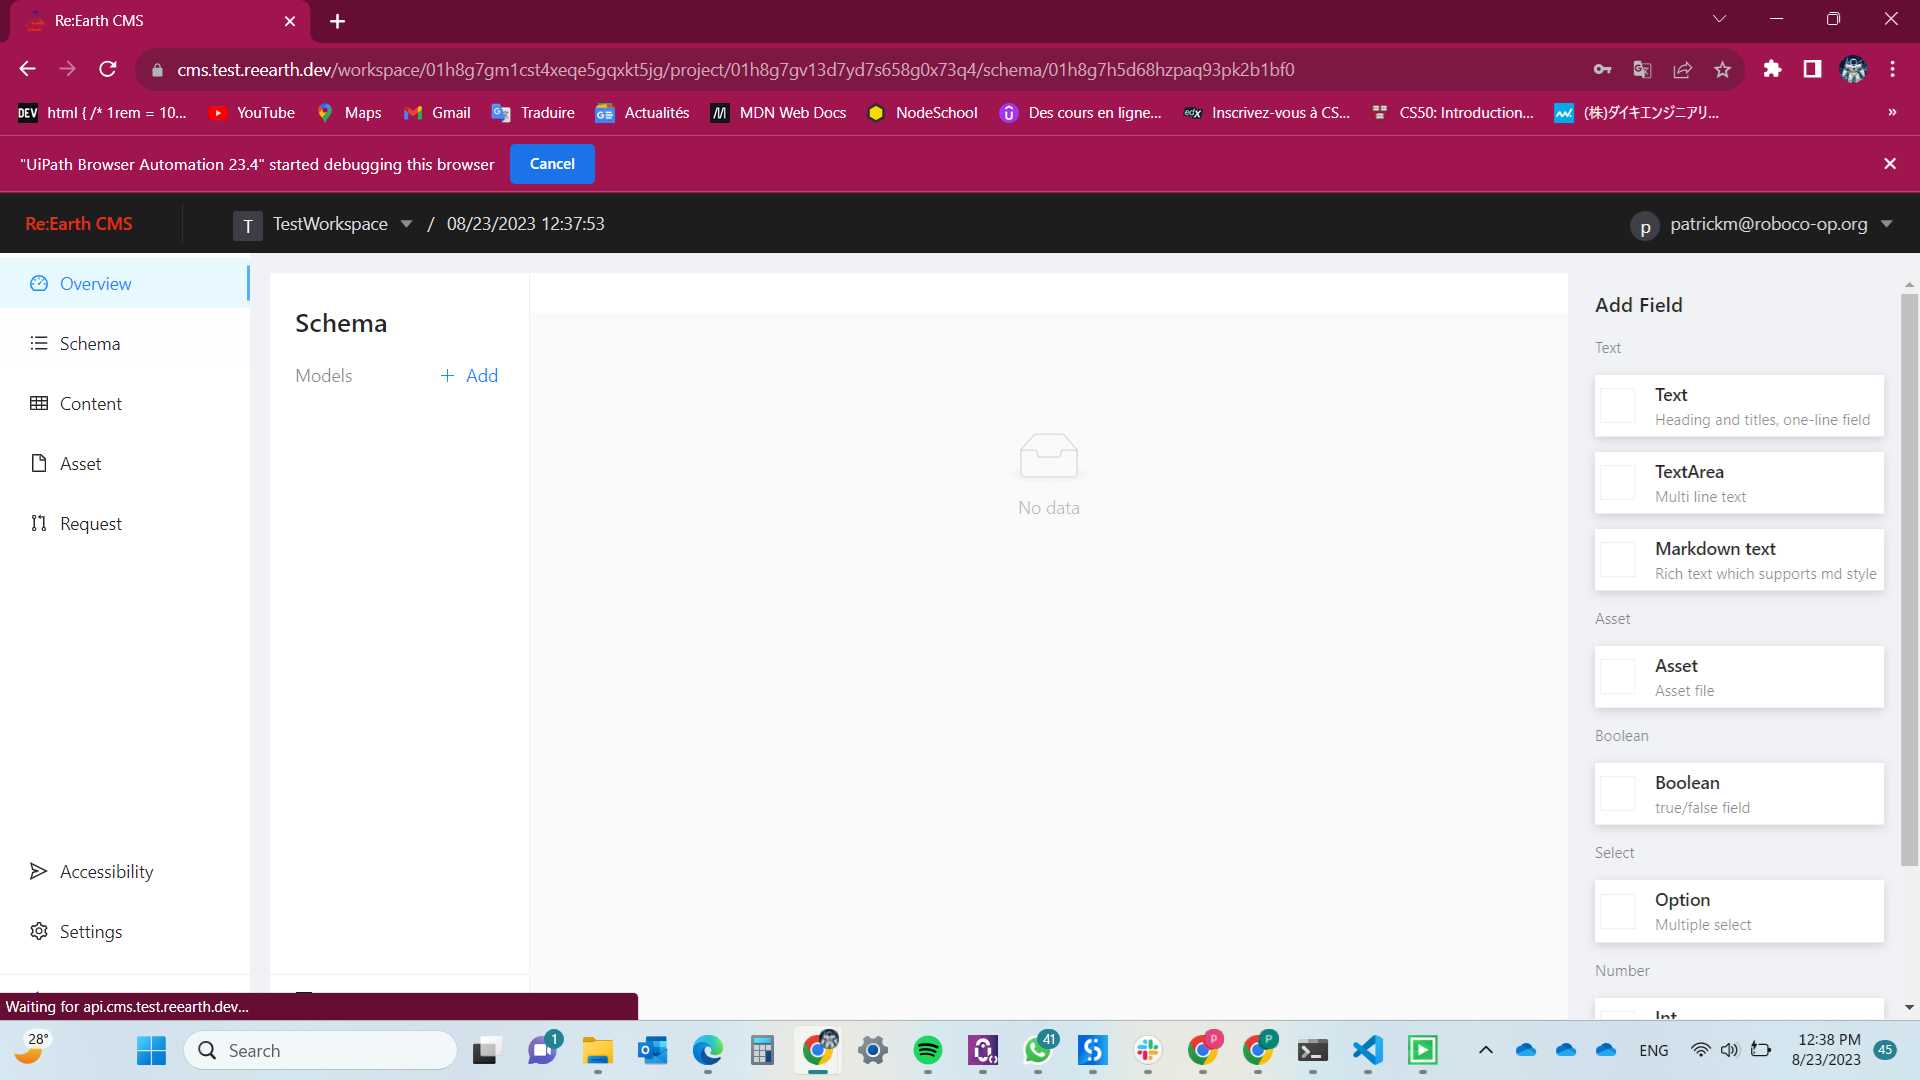 Re:Earth CMS
cms.test.reearth.dev/workspace/01h8g7gm1cst4xeqe5gqxkt5jg/project/01h8g7gv13d7yd7s658g0x73q4/schema/01h8g7h5d68hzpaq93pk2b1bf0
DEV html { /* 1rem = 10... YouTube Maps Gmail Traduire Actualités MDN Web Docs NodeSchool Des cours en ligne... edX Inscrivez-vous à CS... CS50: Introduction... (株)ダイキエンジニアリ... »
"UiPath Browser Automation 23.4" started debugging this browser Cancel
Re:Earth CMS T TestWorkspace / 08/23/2023 12:37:53 p patrickm@roboco-op.org
Overview
Schema
Content
Asset
Request
Accessibility
Settings
Schema
Models + Add
No data
Add Field
Text
Text
Heading and titles, one-line field
TextArea
Multi line text
Markdown text
Rich text which supports md style
Asset
Asset
Asset file
Boolean
Boolean
true/false field
Select
Option
Multiple select
Number
Int
Waiting for api.cms.test.reearth.dev...
28°
Search
1
41
P
P
ENG
12:38 PM
8/23/2023
45